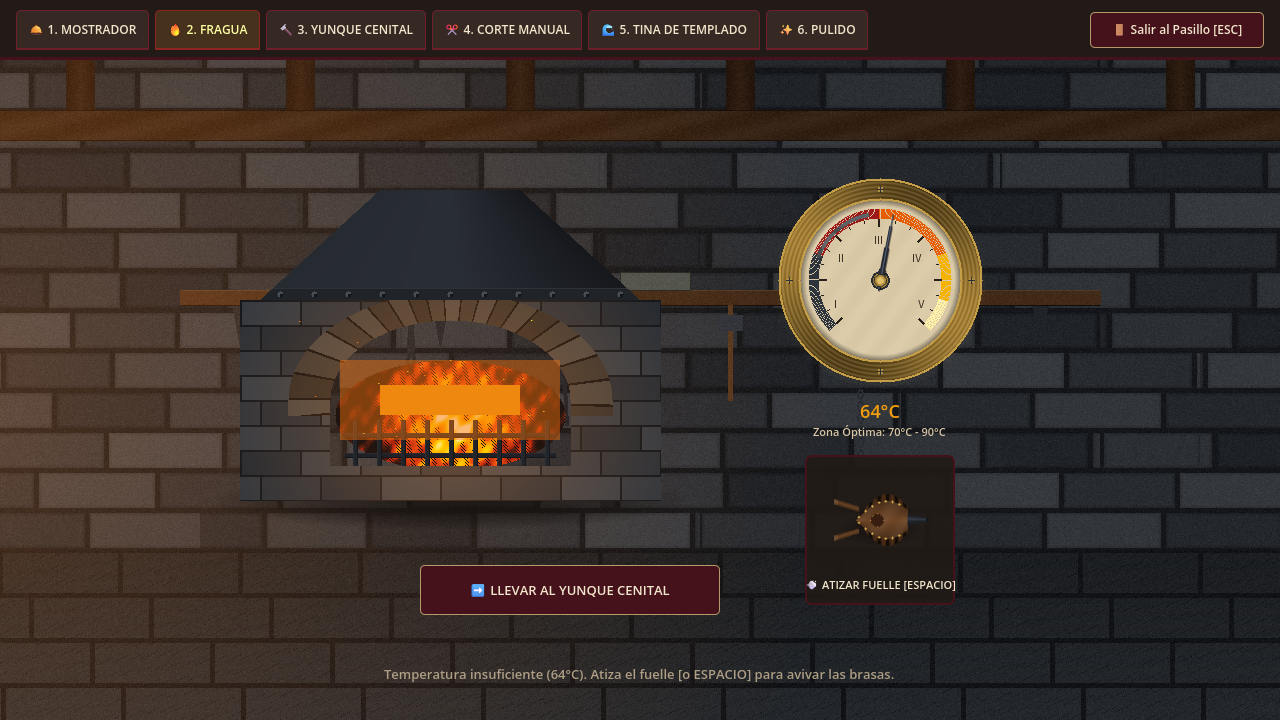 1. MOSTRADOR
2. FRAGUA
3. YUNQUE CENITAL
4. CORTE MANUAL
5. TINA DE TEMPLADO
6. PULIDO
Salir al Pasillo [ESC]
I
II
III
IV
V
64°C
Zona Óptima: 70°C - 90°C
ATIZAR FUELLE [ESPACIO]
LLEVAR AL YUNQUE CENITAL
Temperatura insuficiente (64°C). Atiza el fuelle [o ESPACIO] para avivar las brasas.